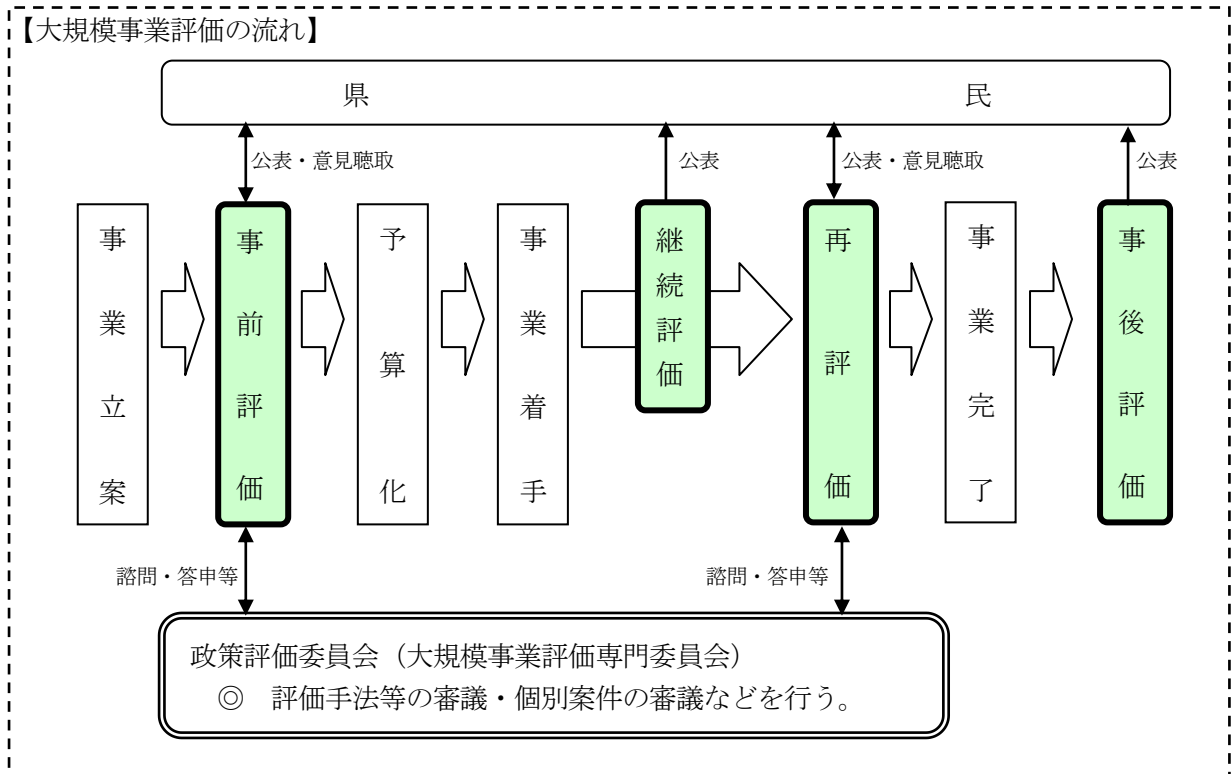 【大規模事業評価の流れ】
県民
公表・意見聴取
公表
公表・意見聴取
公表
事業立案
事前評価
予算化
事業着手
継続評価
再評価
事業完了
事後評価
諮問・答申等
諮問・答申等
政策評価委員会（大規模事業評価専門委員会）
◎　評価手法等の審議・個別案件の審議などを行う。